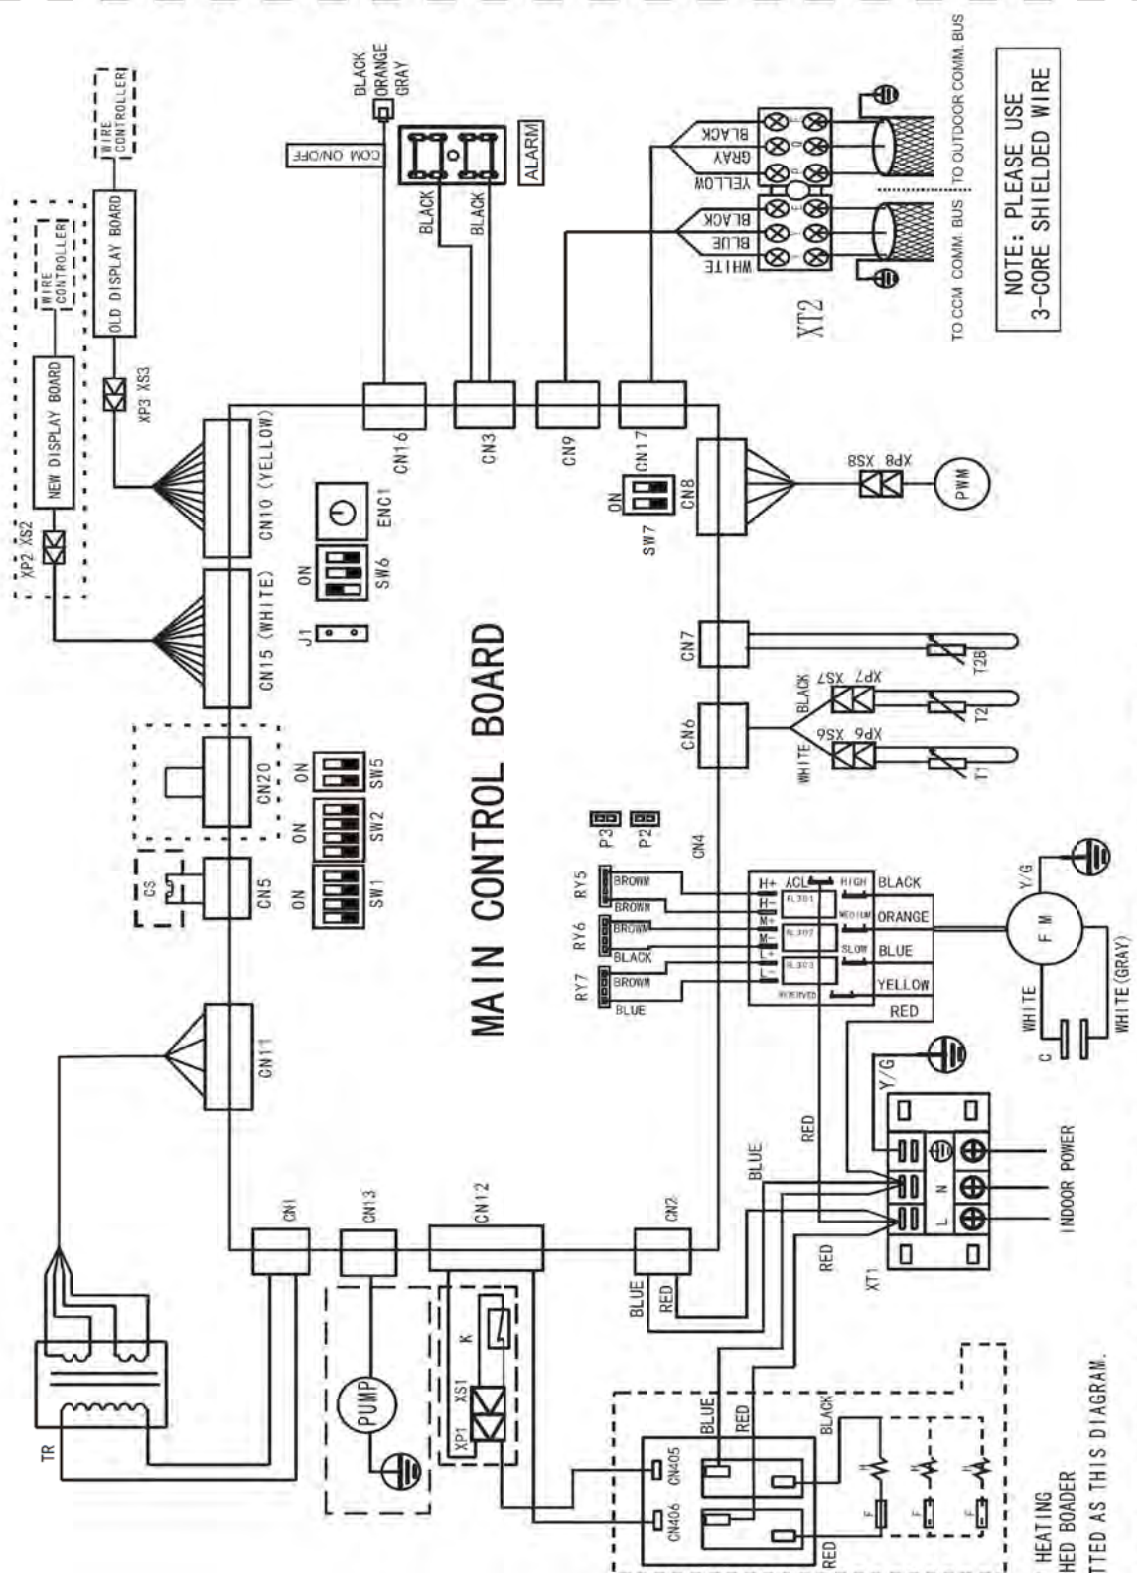 WIRE
CONTROLLER
OLD DISPLAY BOARD
XP3 XS3
WIRE
CONTROLLER
NEW DISPLAY BOARD
XP2 XS2
CN10 (YELLOW)
CN15 (WHITE)
CN20
CS
CN5
CN11
TR
CN1
CN13
PUMP
CN12
K
XP1 XS1
CN2
BLUE
RED
BLACK
ORANGE
GRAY
COM ON/OFF
ALARM
BLACK
BLACK
CN16
CN3
CN9
CN17
YELLOW
GRAY
BLACK
WHITE
BLUE
BLACK
XT2
TO CCM COMM. BUS
TO OUTDOOR COMM. BUS
NOTE: PLEASE USE
3-CORE SHIELDED WIRE
ENC1
ON
SW6
J1
ON
SW5
ON
SW2
ON
SW1
MAIN CONTROL BOARD
ON
SW7
CN8
XS8 XP8
PWM
CN7
T2B
CN6
BLACK
XS7 XP7
T2
WHITE
XS6 XP6
T1
P3
P2
CN4
RY5
BROWM
BROWM
RY6
BROWM
BLACK
RY7
BROWM
BLUE
H+
H-
M+
M-
L+
L-
YCL
HIGH
MEDIUM
SLOW
RESERVED
BLACK
ORANGE
BLUE
YELLOW
RED
F M
Y/G
WHITE
C
WHITE(GRAY)
Y/G
RED
BLUE
RED
XT1
L N
INDOOR POWER
CN405
CN406
BLUE
RED
BLACK
RED
H
H
H
F
F
F
HEATING
HED BOADER
TTED AS THIS DIAGRAM.